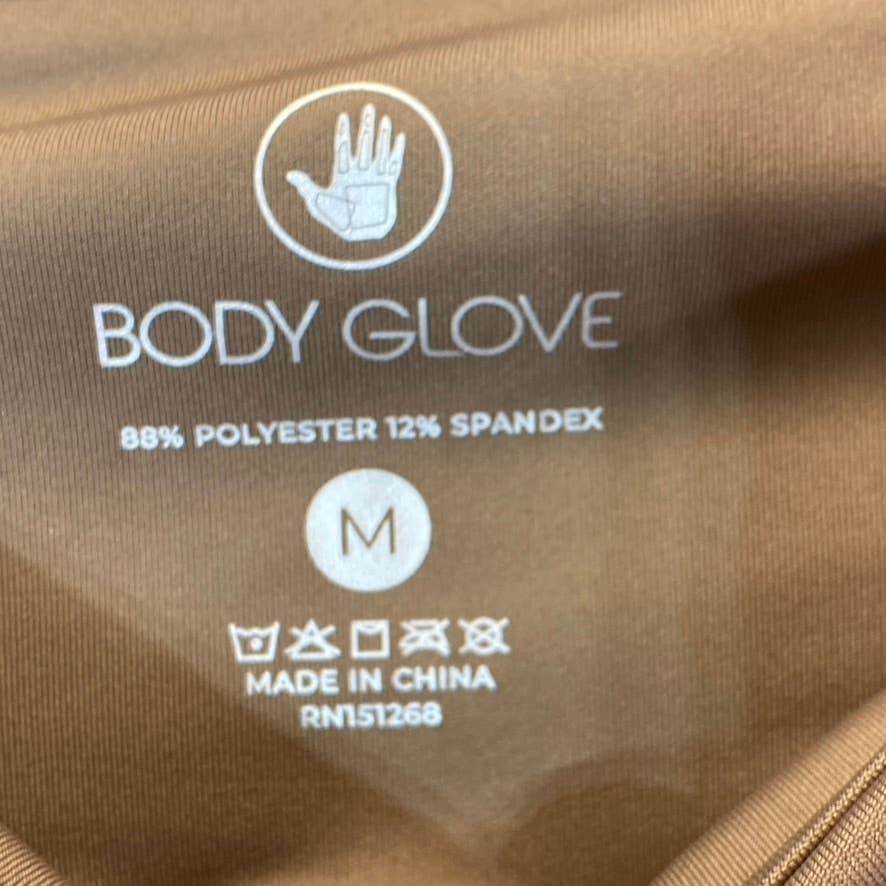 BODY GLOVE
88% POLYESTER 12% SPANDEX
M
MADE IN CHINA
RN151268